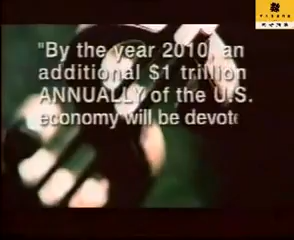 "By the year 2010, an
additional $1 trillion
ANNUALLY of the U.S.
economy will be devote